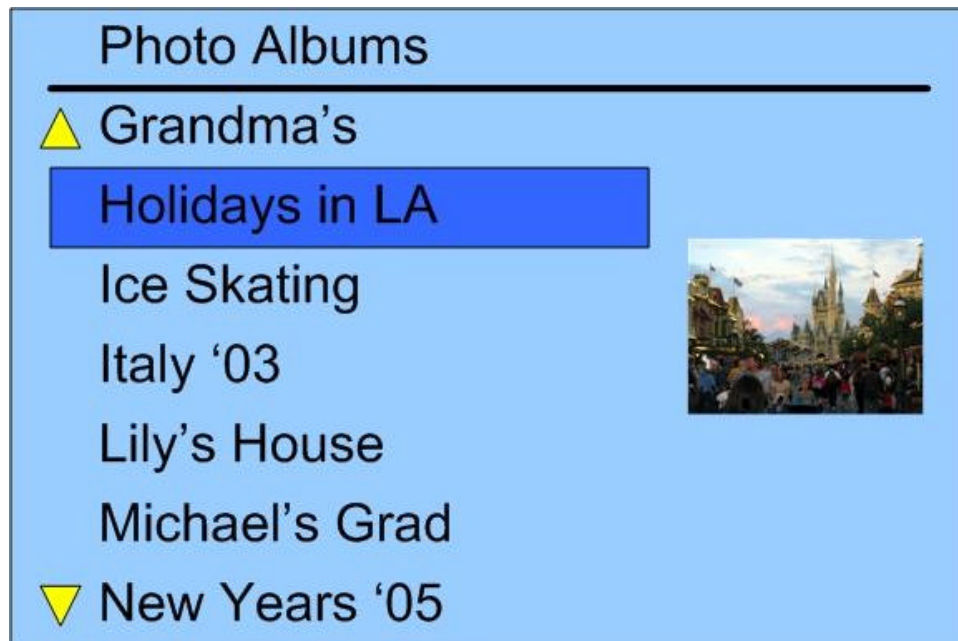 Photo Albums
Grandma’s
Holidays in LA
Ice Skating
Italy ‘03
Lily’s House
Michael’s Grad
New Years ‘05